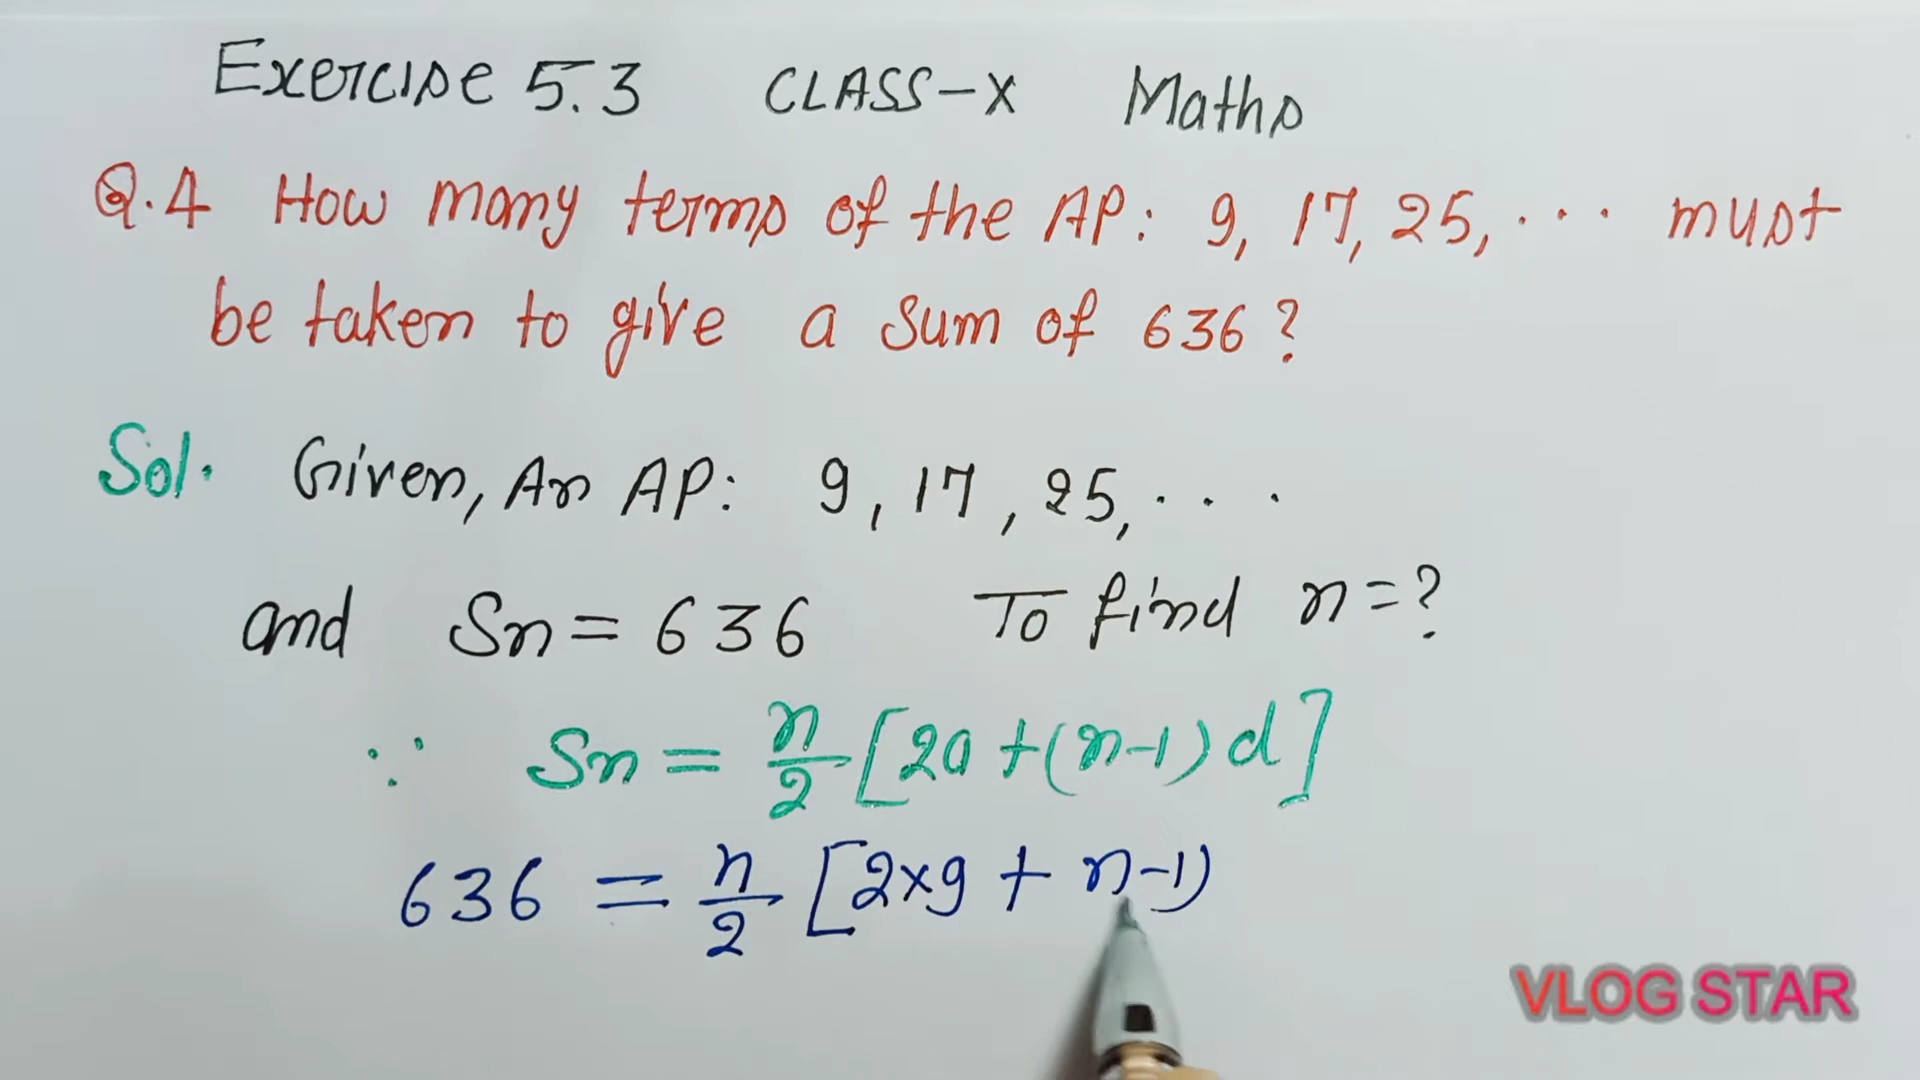 Exercise 5.3 CLASS-X Maths
Q.4 How many terms of the AP: 9, 17, 25, ... must
be taken to give a sum of 636?
Sol. Given, An AP: 9, 17, 25, ...
and Sn = 636 To find n=?
∵ Sn = n/2 [2a+(n-1)d]
636 = n/2 [2×9 + n-1)
VLOG STAR